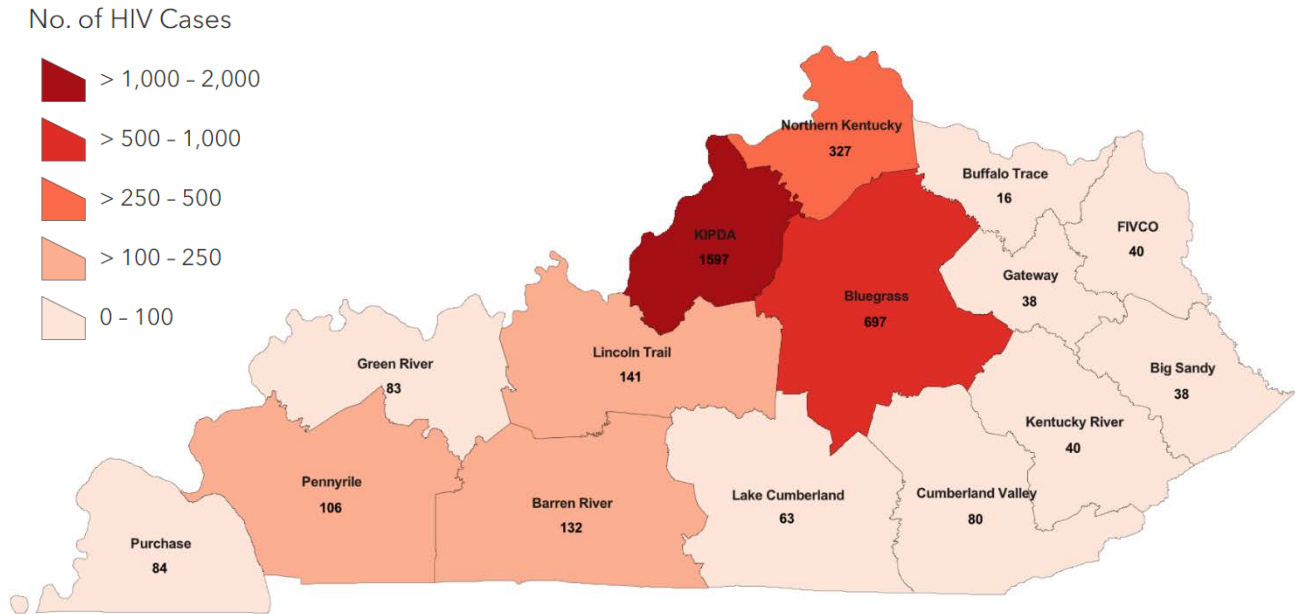 No. of HIV Cases
> 1,000 – 2,000
> 500 – 1,000
> 250 – 500
> 100 – 250
0 – 100
Northern Kentucky
327
Buffalo Trace
16
FIVCO
40
KIPDA
1597
Gateway
38
Bluegrass
697
Lincoln Trail
141
Green River
83
Big Sandy
38
Kentucky River
40
Pennyrile
106
Barren River
132
Lake Cumberland
63
Cumberland Valley
80
Purchase
84